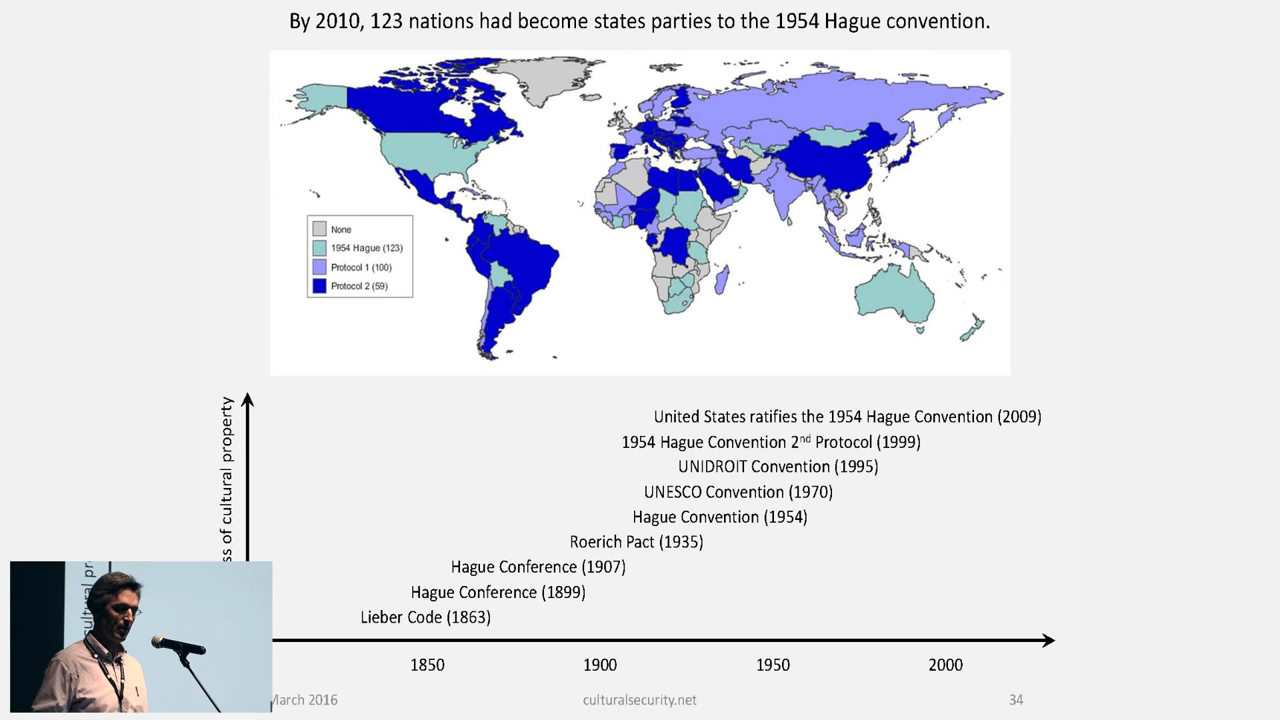 By 2010, 123 nations had become states parties to the 1954 Hague convention.
None
1954 Hague (123)
Protocol 1 (100)
Protocol 2 (59)
of cultural property
United States ratifies the 1954 Hague Convention (2009)
1954 Hague Convention 2nd Protocol (1999)
UNIDROIT Convention (1995)
UNESCO Convention (1970)
Hague Convention (1954)
Roerich Pact (1935)
Hague Conference (1907)
Hague Conference (1899)
Lieber Code (1863)
1850 1900 1950 2000
March 2016 culturalsecurity.net 34